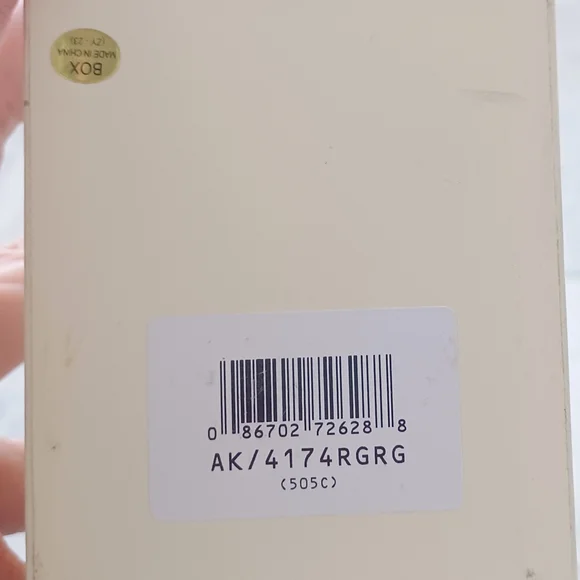 BOX
MADE IN CHINA
(ZY-23)
0 86702 72628 8
AK/4174RGRG
(505C)